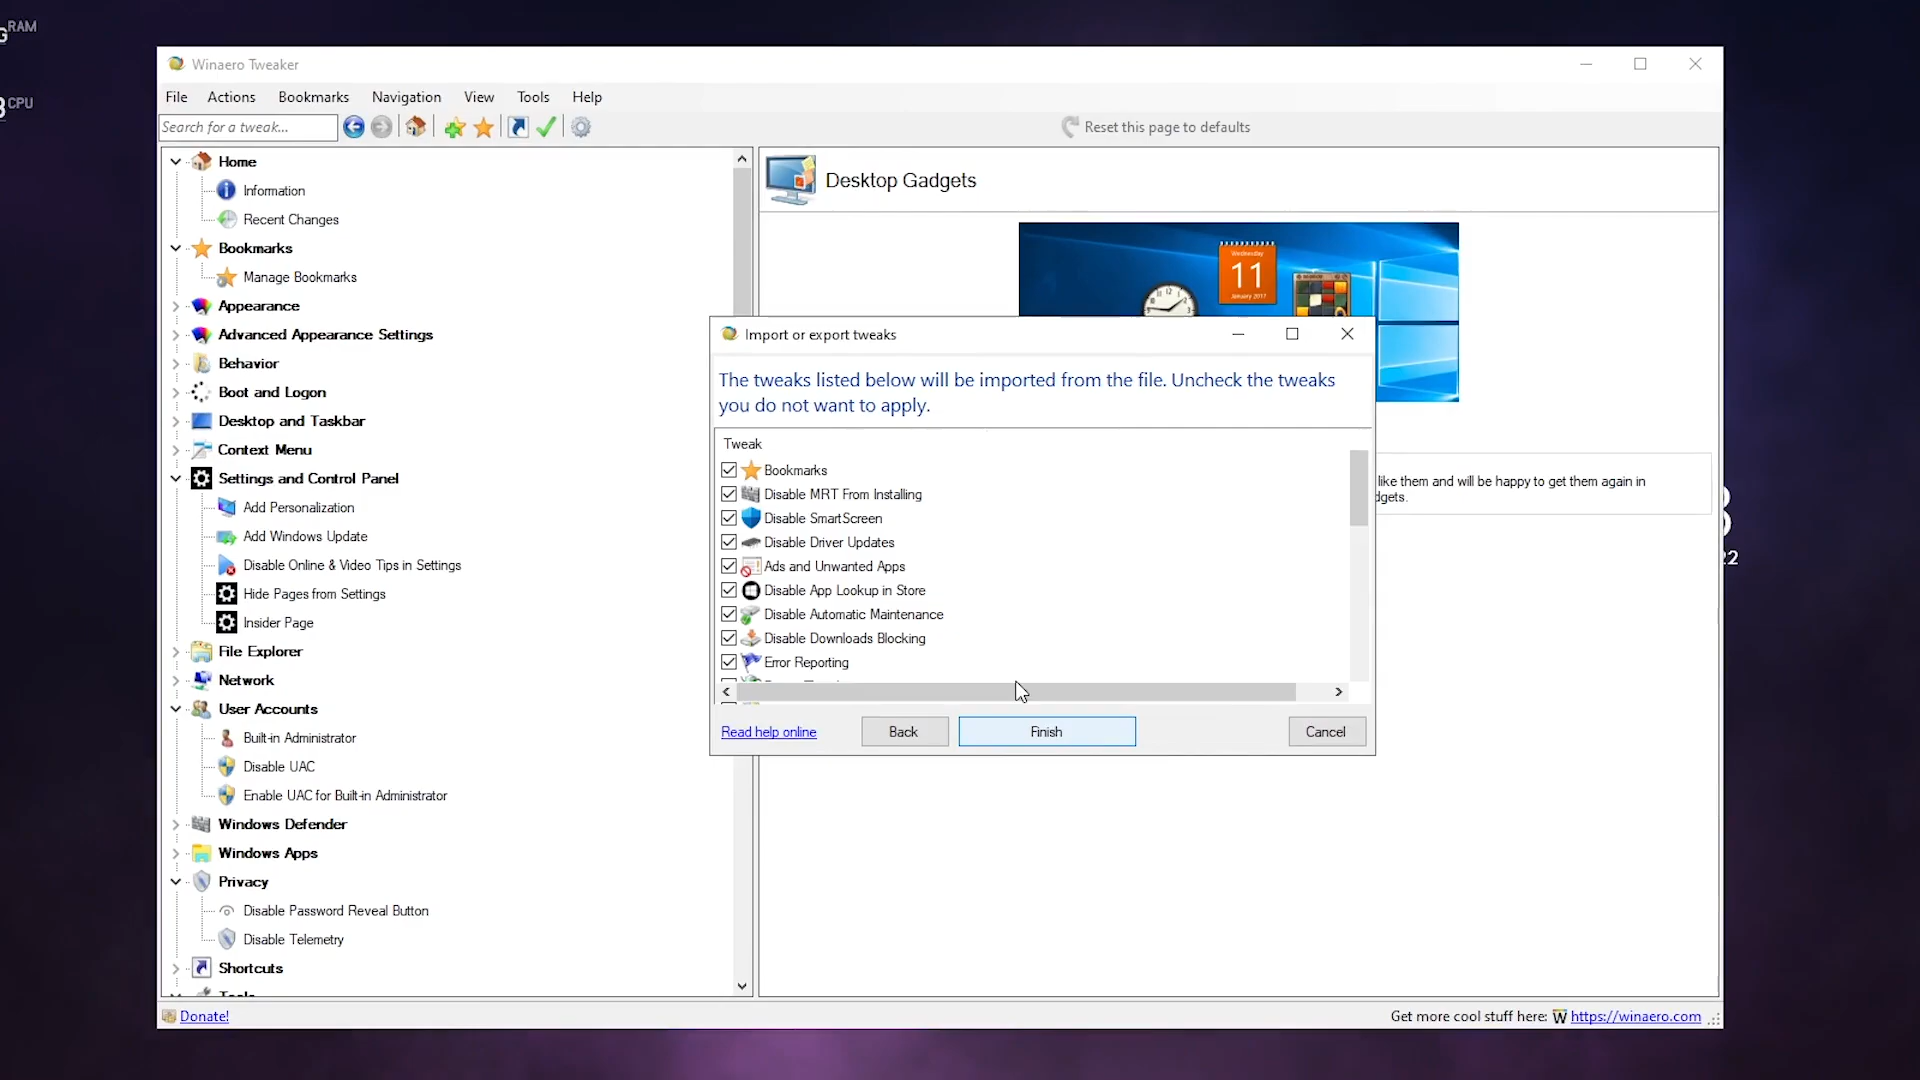 RAM
CPU
Winaero Tweaker
File Actions Bookmarks Navigation View Tools Help
Search for a tweak...
Reset this page to defaults
Home
Information
Recent Changes
Bookmarks
Manage Bookmarks
Appearance
Advanced Appearance Settings
Behavior
Boot and Logon
Desktop and Taskbar
Context Menu
Settings and Control Panel
Add Personalization
Add Windows Update
Disable Online & Video Tips in Settings
Hide Pages from Settings
Insider Page
File Explorer
Network
User Accounts
Built-in Administrator
Disable UAC
Enable UAC for Built-in Administrator
Windows Defender
Windows Apps
Privacy
Disable Password Reveal Button
Disable Telemetry
Shortcuts
Tools
Desktop Gadgets
Wednesday
11
January 2017
Import or export tweaks
The tweaks listed below will be imported from the file. Uncheck the tweaks
you do not want to apply.
Tweak
Bookmarks
Disable MRT From Installing
Disable SmartScreen
Disable Driver Updates
Ads and Unwanted Apps
Disable App Lookup in Store
Disable Automatic Maintenance
Disable Downloads Blocking
Error Reporting
Read help online
Back
Finish
Cancel
like them and will be happy to get them again in
dgets.
22
Donate!
Get more cool stuff here: W https://winaero.com